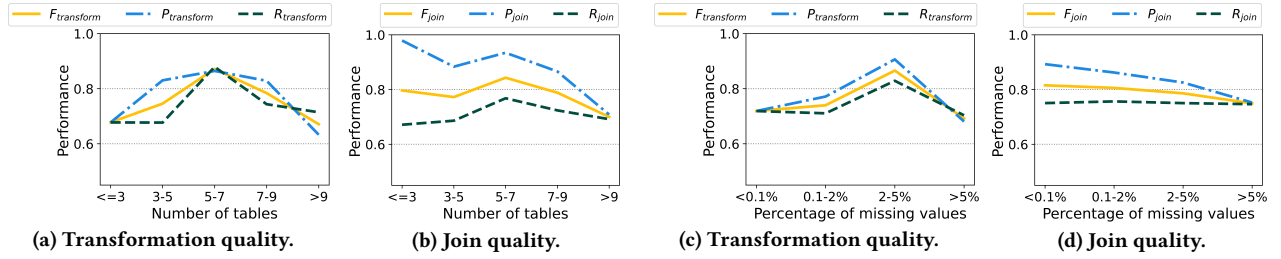 F_transform P_transform R_transform
1.0
0.8
0.6
Performance
<=3 3-5 5-7 7-9 >9
Number of tables
(a) Transformation quality.
F_join P_join R_join
1.0
0.8
0.6
Performance
<=3 3-5 5-7 7-9 >9
Number of tables
(b) Join quality.
F_transform P_transform R_transform
1.0
0.8
0.6
Performance
<0.1% 0.1-2% 2-5% >5%
Percentage of missing values
(c) Transformation quality.
F_join P_join R_join
1.0
0.8
0.6
Performance
<0.1% 0.1-2% 2-5% >5%
Percentage of missing values
(d) Join quality.